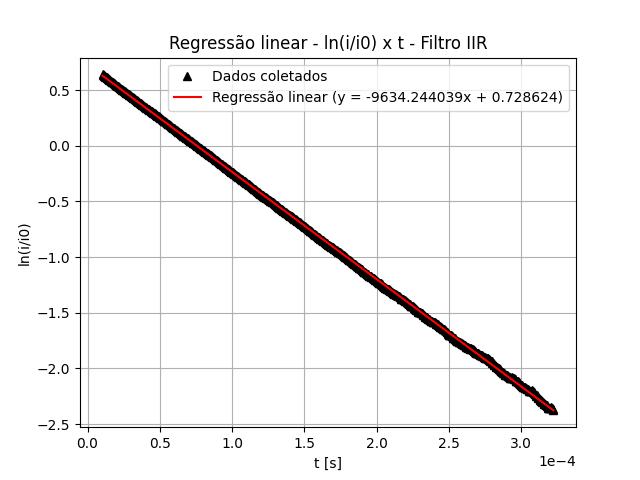 Regressão linear - ln(i/i0) x t - Filtro IIR
Dados coletados
Regressão linear (y = -9634.244039x + 0.728624)
ln(i/i0)
0.5
0.0
−0.5
−1.0
−1.5
−2.0
−2.5
0.0 0.5 1.0 1.5 2.0 2.5 3.0
1e−4
t [s]